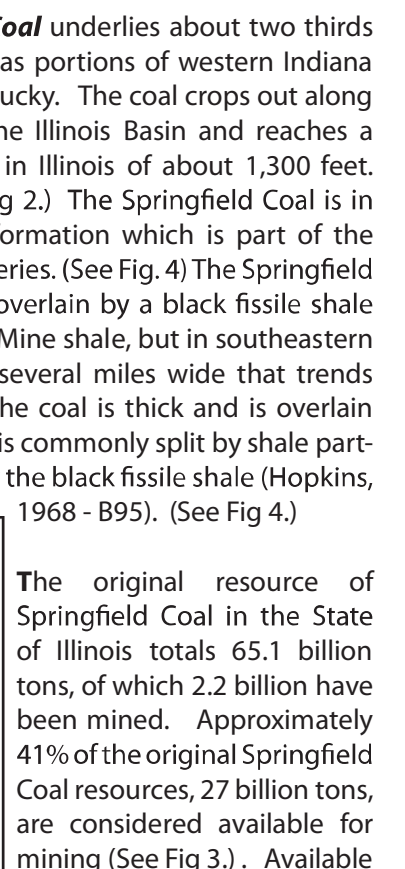 Coal underlies about two thirds
as portions of western Indiana
ucky. The coal crops out along
he Illinois Basin and reaches a
in Illinois of about 1,300 feet.
g 2.) The Springfield Coal is in
ormation which is part of the
eries. (See Fig. 4) The Springfield
overlain by a black fissile shale
Mine shale, but in southeastern
several miles wide that trends
he coal is thick and is overlain
is commonly split by shale part-
the black fissile shale (Hopkins,
1968 - B95). (See Fig 4.)
The original resource of
Springfield Coal in the State
of Illinois totals 65.1 billion
tons, of which 2.2 billion have
been mined. Approximately
41% of the original Springfield
Coal resources, 27 billion tons,
are considered available for
mining (See Fig 3.) . Available